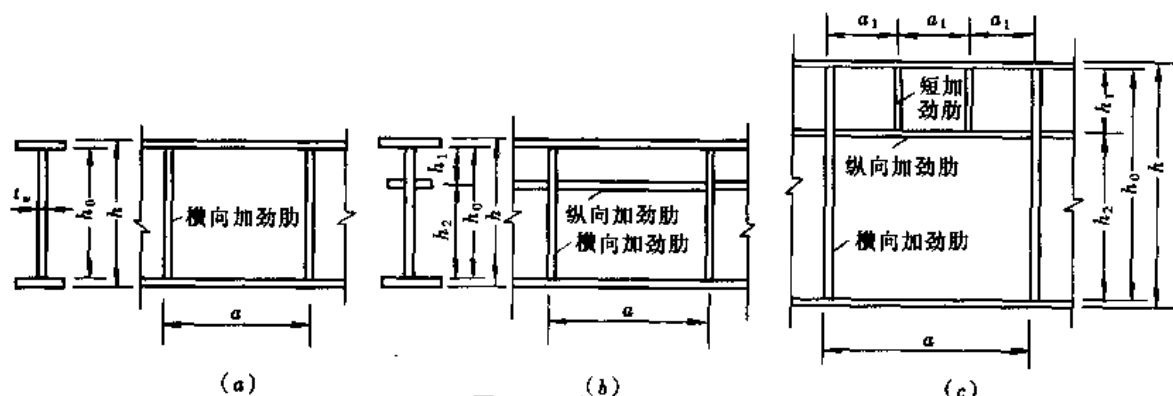 a₁ a₁ a₁
短加
劲肋
h₁
h₀
h
纵向加劲肋
h₂
横向加劲肋
a
(c)
t_w
h₀
h
横向加劲肋
a
(a)
h₁
h₂
h₀
h
纵向加劲肋
横向加劲肋
a
(b)